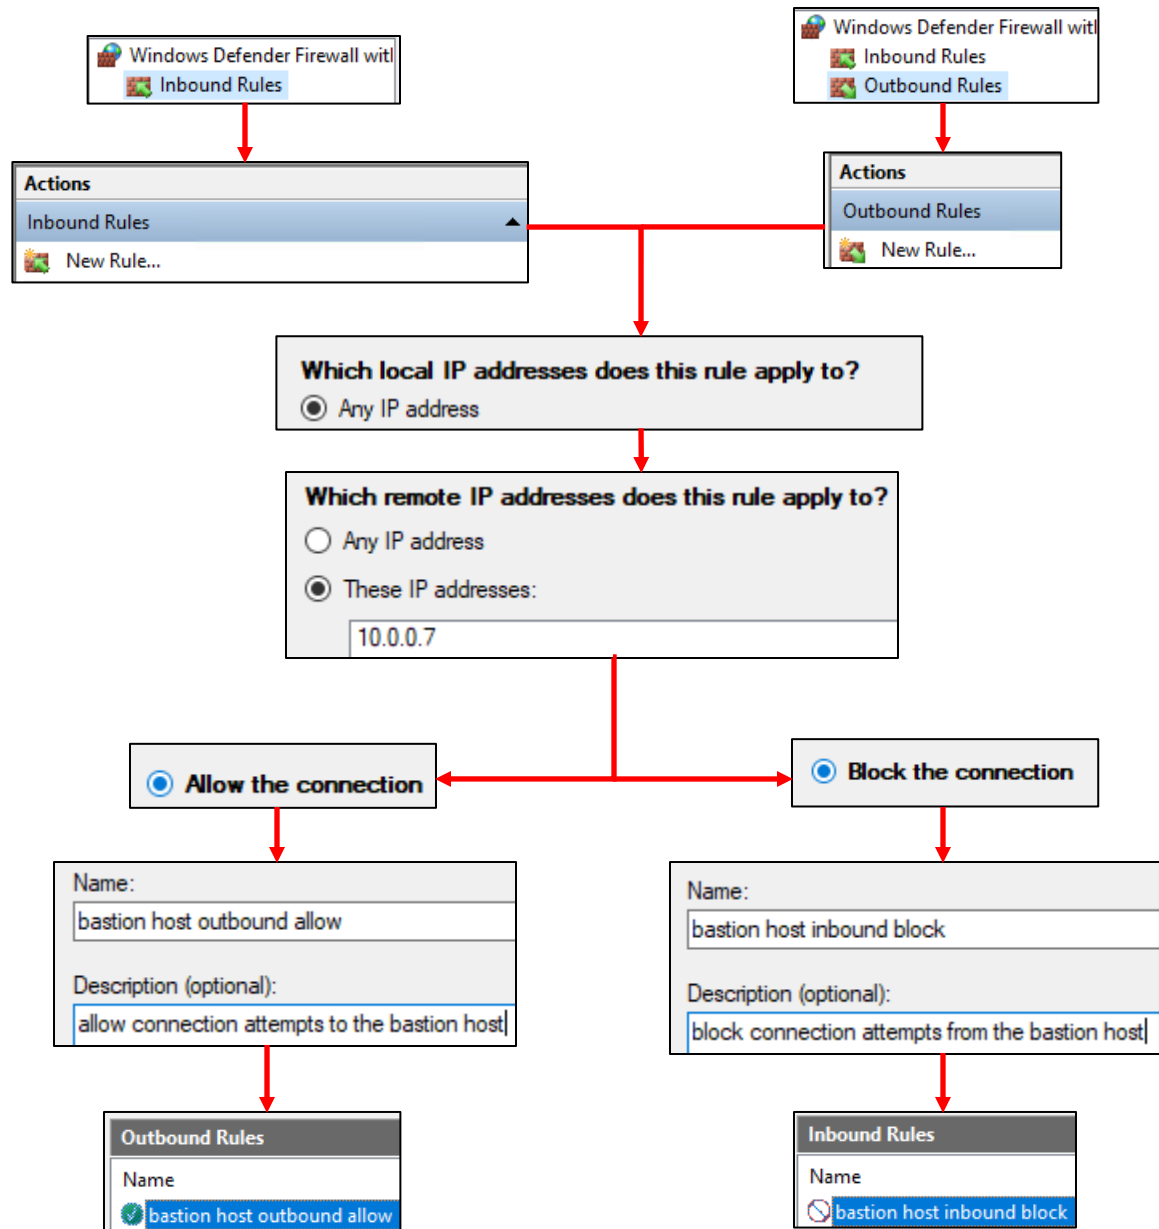 Windows Defender Firewall witl
Inbound Rules
Windows Defender Firewall witl
Inbound Rules
Outbound Rules
Actions
Inbound Rules
New Rule...
Actions
Outbound Rules
New Rule...
Which local IP addresses does this rule apply to?
Any IP address
Which remote IP addresses does this rule apply to?
Any IP address
These IP addresses:
10.0.0.7
Allow the connection
Block the connection
Name:
bastion host outbound allow
Description (optional):
allow connection attempts to the bastion host
Name:
bastion host inbound block
Description (optional):
block connection attempts from the bastion host
Outbound Rules
Name
bastion host outbound allow
Inbound Rules
Name
bastion host inbound block